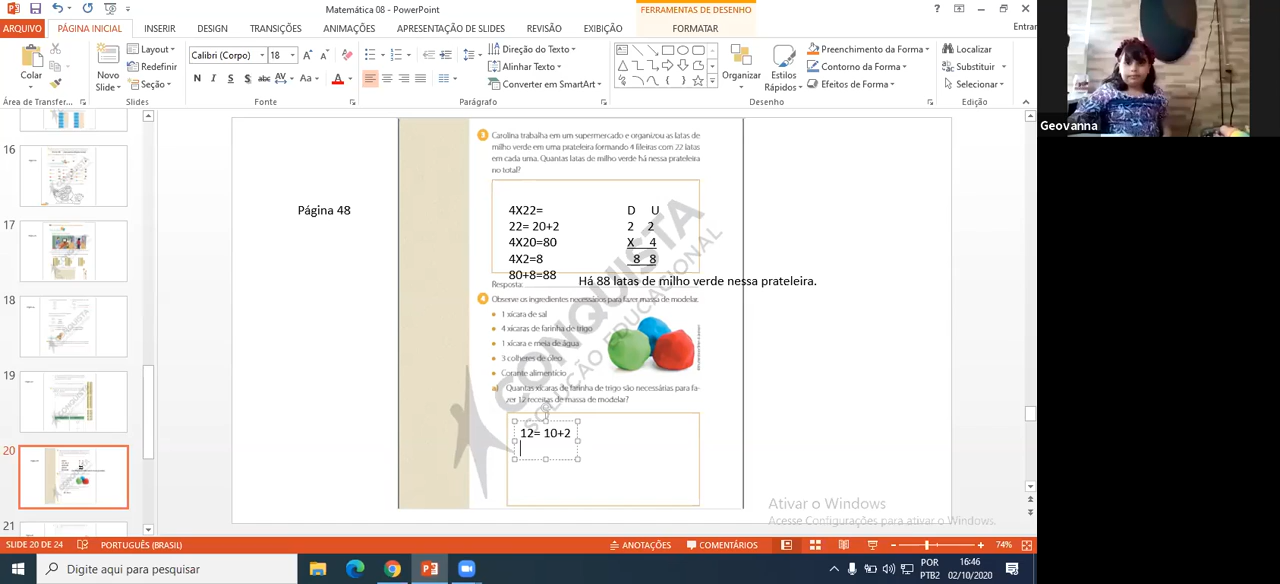 Matemática 08 - PowerPoint
FERRAMENTAS DE DESENHO
ARQUIVO PÁGINA INICIAL INSERIR DESIGN TRANSIÇÕES ANIMAÇÕES APRESENTAÇÃO DE SLIDES REVISÃO EXIBIÇÃO FORMATAR Entrar
Colar
Novo Slide
Layout
Redefinir
Seção
Calibri (Corpo) 18
N I S S abc AV Aa A
Direção do Texto
Alinhar Texto
Converter em SmartArt
Organizar
Estilos Rápidos
Preenchimento da Forma
Contorno da Forma
Efeitos de Forma
Localizar
Substituir
Selecionar
Área de Transfer... Slides Fonte Parágrafo Desenho Edição
Geovanna
16
17
18
19
20
21
Página 48
3 Carolina trabalha em um supermercado e organizou as latas de
milho verde em uma prateleira formando 4 fileiras com 22 latas
em cada uma. Quantas latas de milho verde há nessa prateleira
no total?
4X22= D U
22= 20+2 2 2
4X20=80 X 4
4X2=8 8 8
80+8=88
Resposta: Há 88 latas de milho verde nessa prateleira.
4 Observe os ingredientes necessários para fazer massa de modelar.
• 1 xícara de sal
• 4 xícaras de farinha de trigo
• 1 xícara e meia de água
• 3 colheres de óleo
• Corante alimentício
a) Quantas xícaras de farinha de trigo são necessárias para fa-
zer 12 receitas de massa de modelar?
12= 10+2
CONQUISTA
SOLUÇÃO EDUCACIONAL
Ativar o Windows
Acesse Configurações para ativar o Windows.
SLIDE 20 DE 24 PORTUGUÊS (BRASIL) ANOTAÇÕES COMENTÁRIOS 74%
Digite aqui para pesquisar
POR
PTB2
16:46
02/10/2020